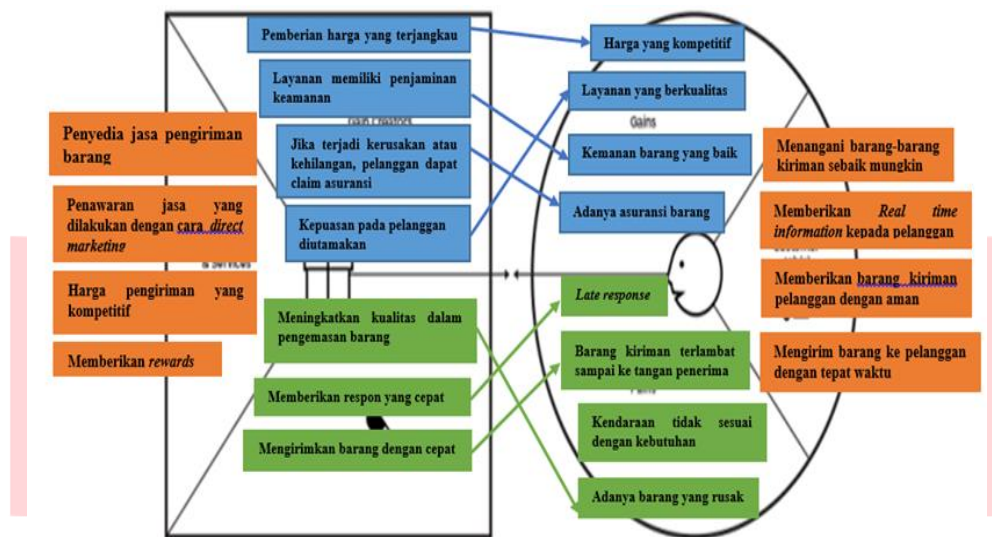 Pemberian harga yang terjangkau
Layanan memiliki penjaminan
keamanan
Jika terjadi kerusakan atau
kehilangan, pelanggan dapat
claim asuransi
Kepuasan pada pelanggan
diutamakan
Penyedia jasa pengiriman
barang
Penawaran jasa yang
dilakukan dengan cara direct
marketing
Harga pengiriman yang
kompetitif
Memberikan rewards
Meningkatkan kualitas dalam
pengemasan barang
Memberikan respon yang cepat
Mengirimkan barang dengan cepat
Harga yang kompetitif
Layanan yang berkualitas
Gains
Kemanan barang yang baik
Adanya asuransi barang
Late response
Barang kiriman terlambat
sampai ke tangan penerima
Kendaraan tidak sesuai
dengan kebutuhan
Adanya barang yang rusak
Menangani barang-barang
kiriman sebaik mungkin
Memberikan Real time
information kepada pelanggan
Memberikan barang kiriman
pelanggan dengan aman
Mengirim barang ke pelanggan
dengan tepat waktu